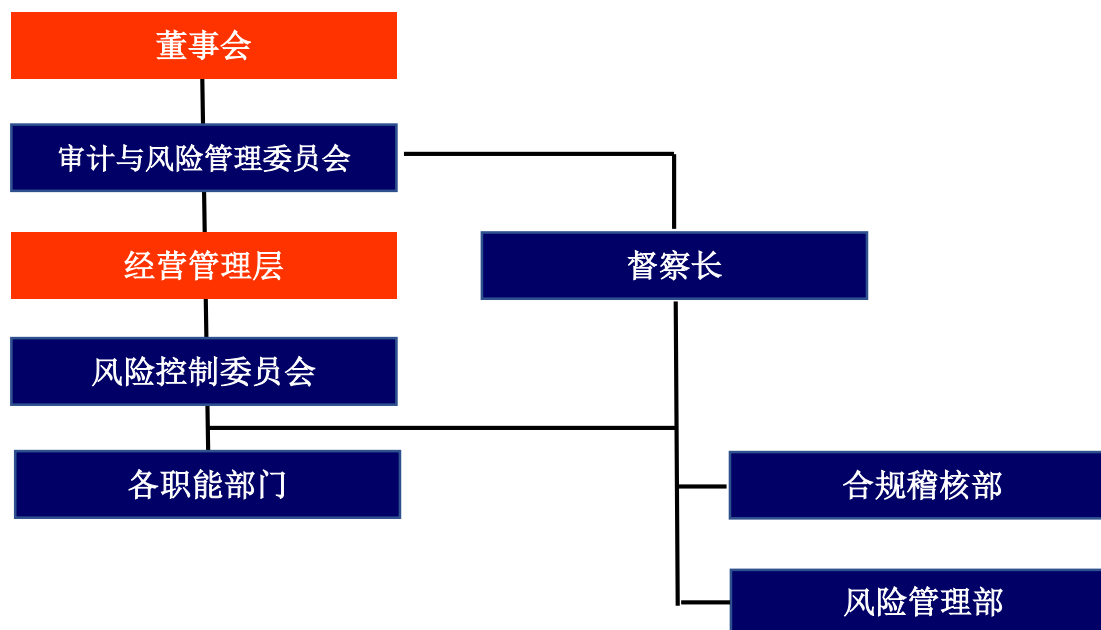 董事会
审计与风险管理委员会
经营管理层
督察长
风险控制委员会
各职能部门
合规稽核部
风险管理部